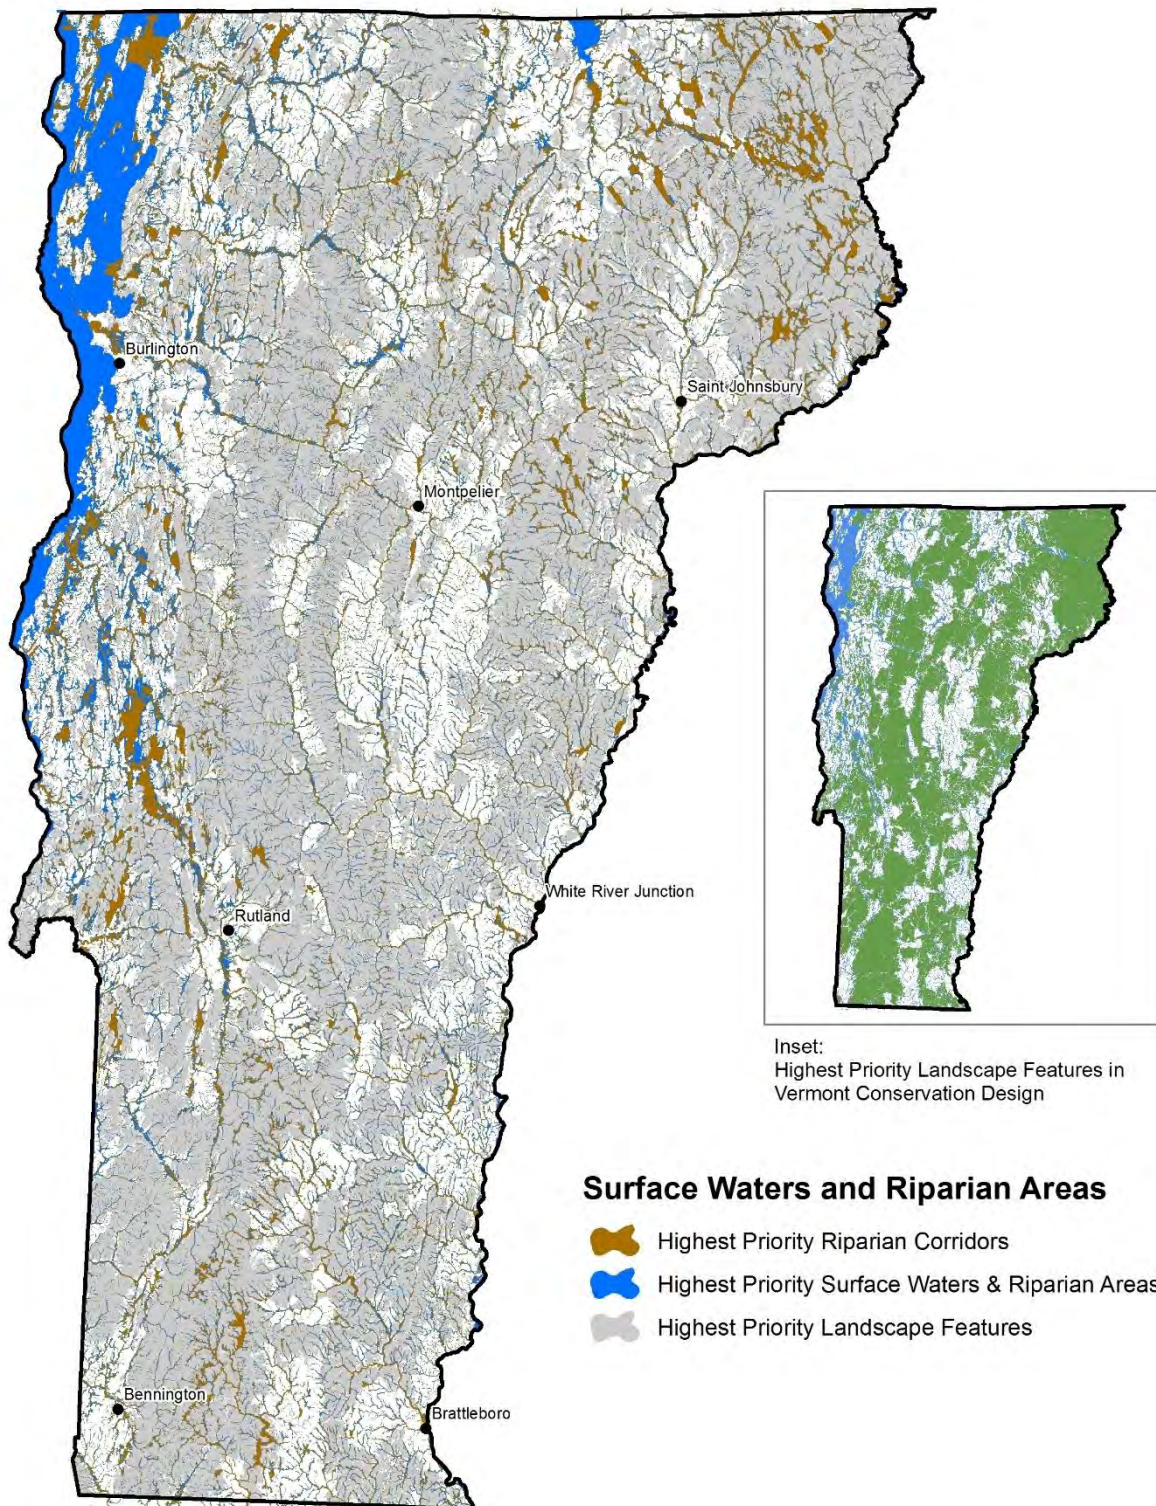 Burlington
Saint Johnsbury
Montpelier
White River Junction
Rutland
Inset:
Highest Priority Landscape Features in
Vermont Conservation Design
Surface Waters and Riparian Areas
Highest Priority Riparian Corridors
Highest Priority Surface Waters & Riparian Areas
Highest Priority Landscape Features
Bennington
Brattleboro